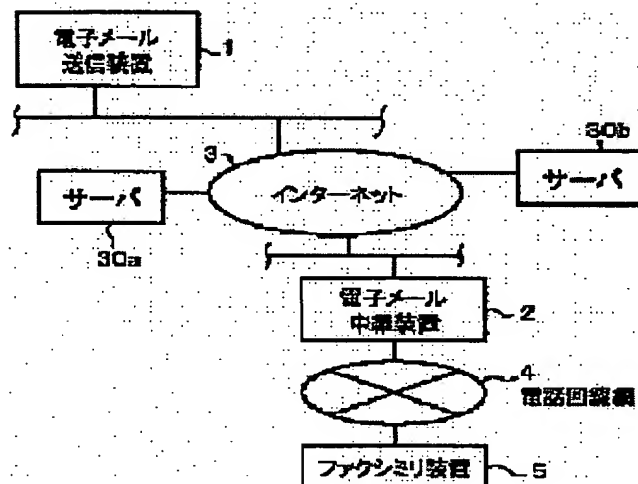 電子メール
送信装置
1
30b
3
サーバ
インターネット
サーバ
30a
電子メール
中継装置
2
4
電話回線網
ファクシミリ装置
5